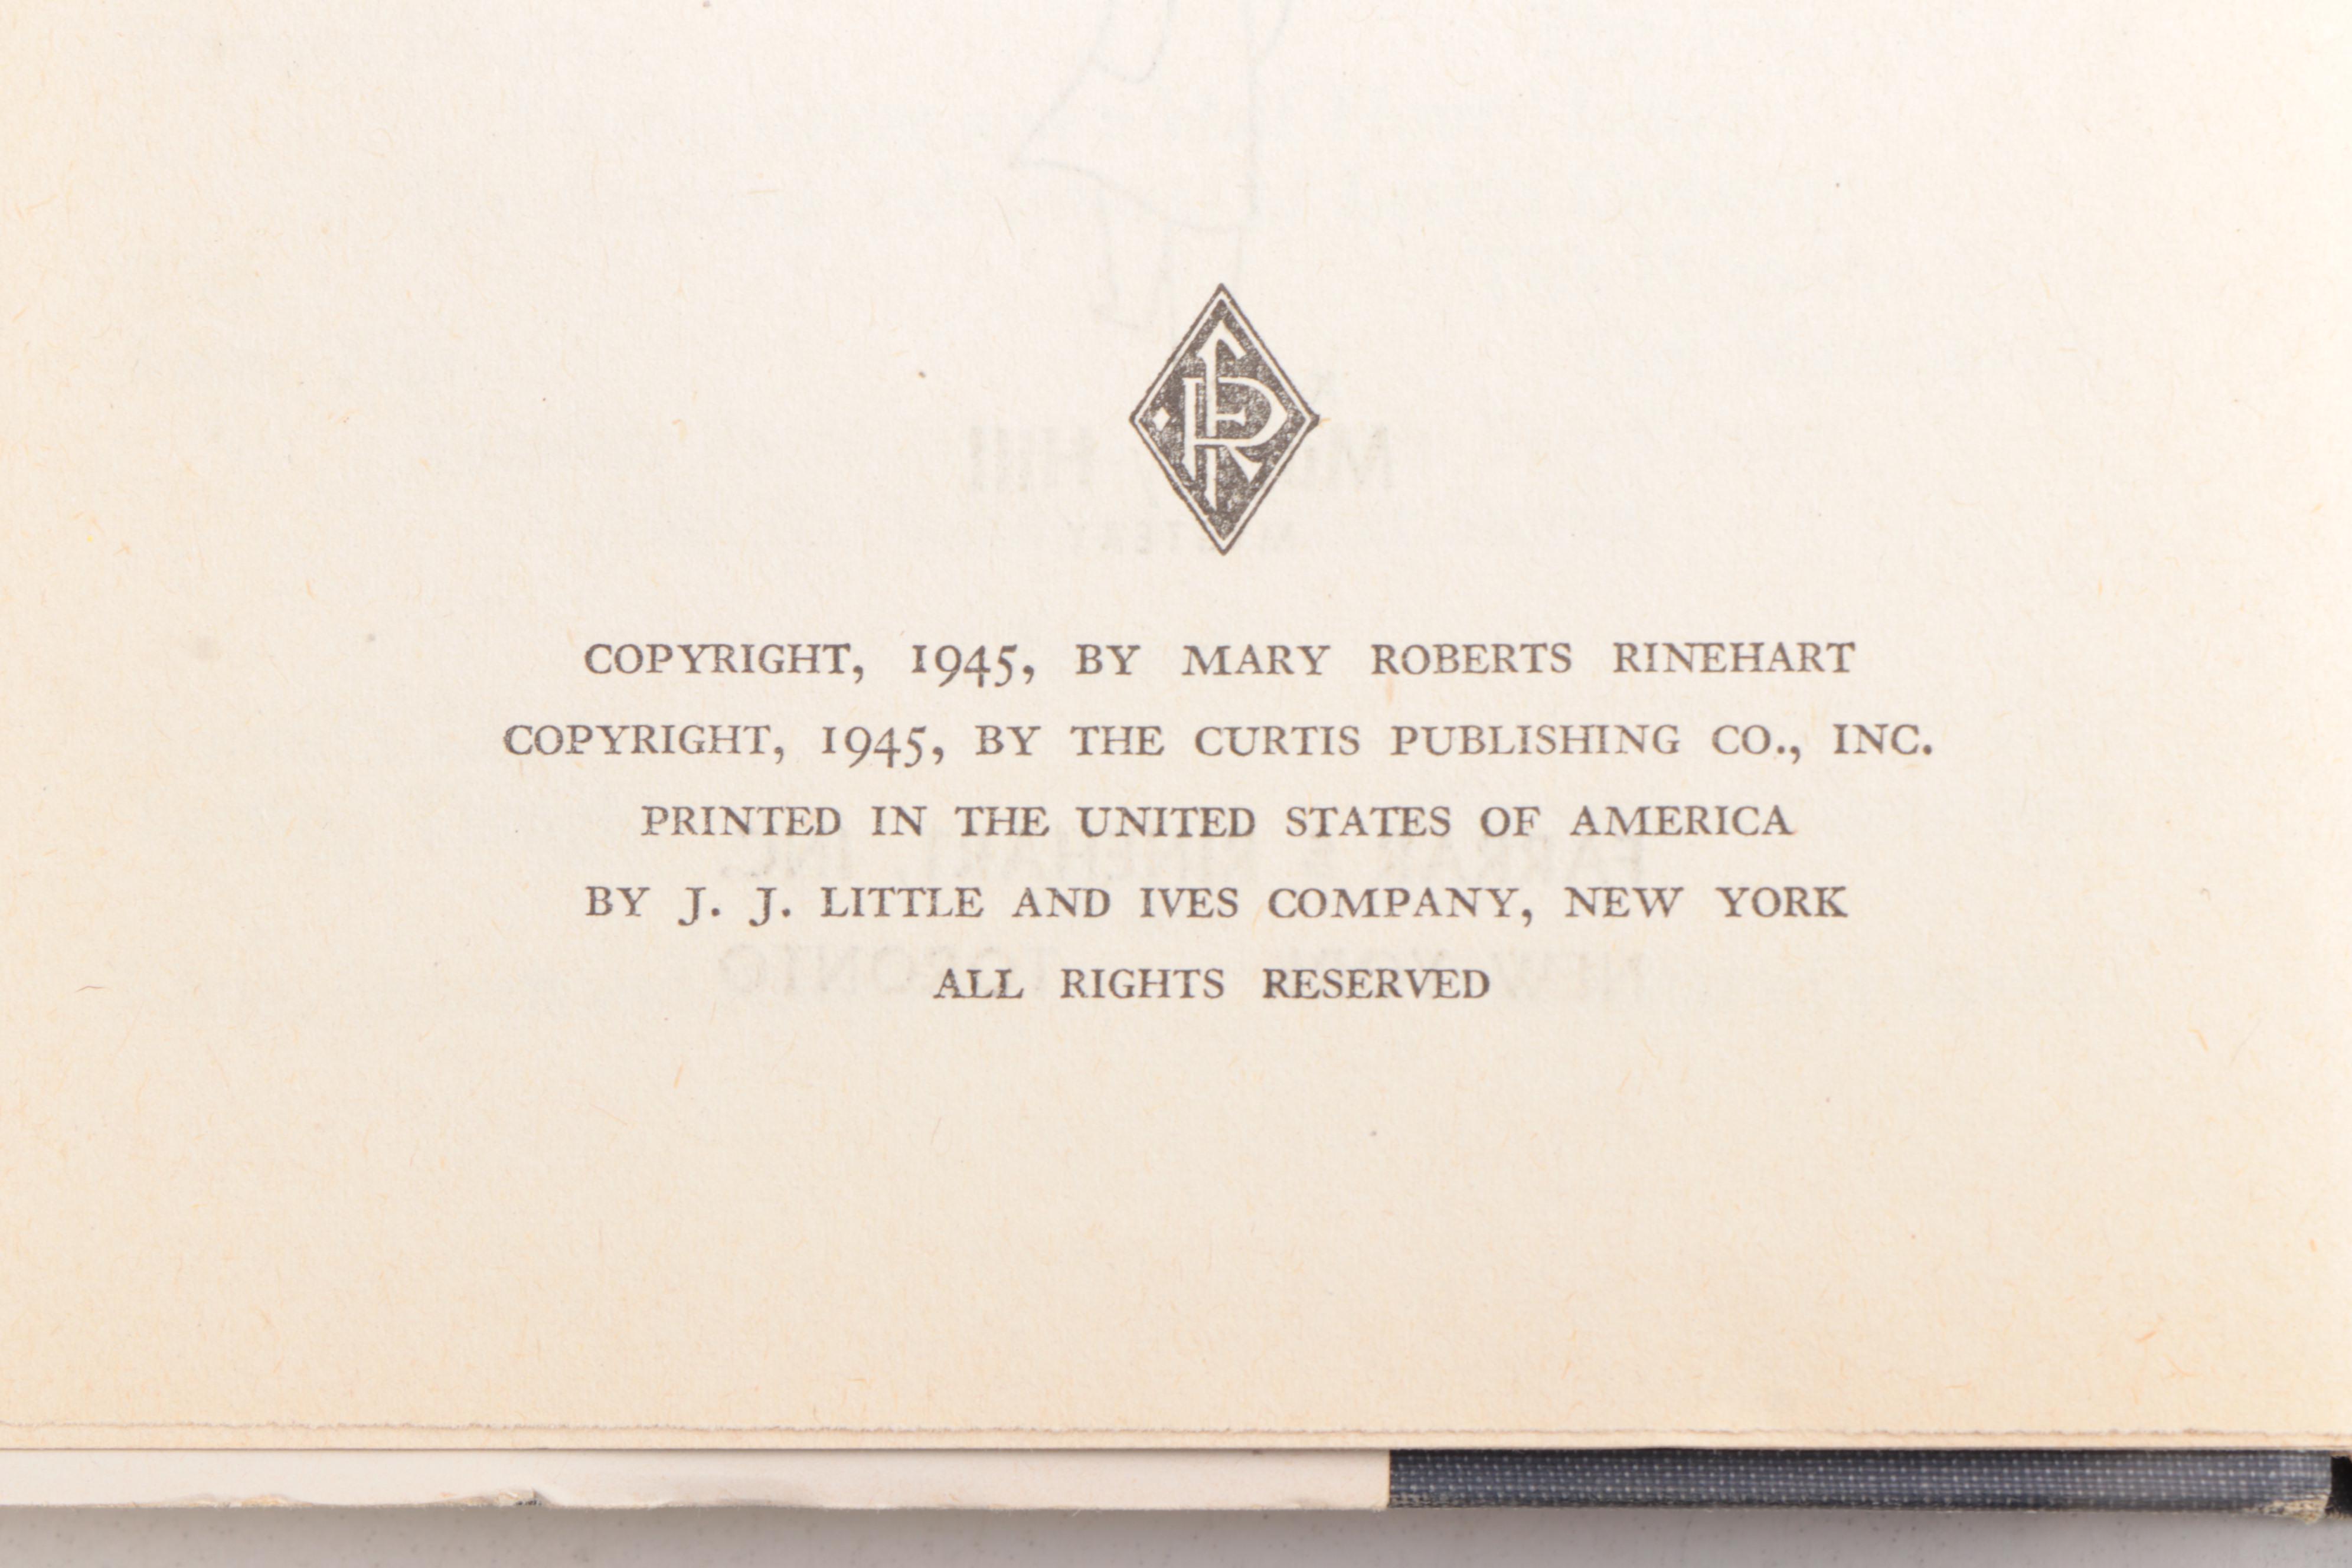 FR
COPYRIGHT, 1945, BY MARY ROBERTS RINEHART
COPYRIGHT, 1945, BY THE CURTIS PUBLISHING CO., INC.
PRINTED IN THE UNITED STATES OF AMERICA
BY J. J. LITTLE AND IVES COMPANY, NEW YORK
ALL RIGHTS RESERVED